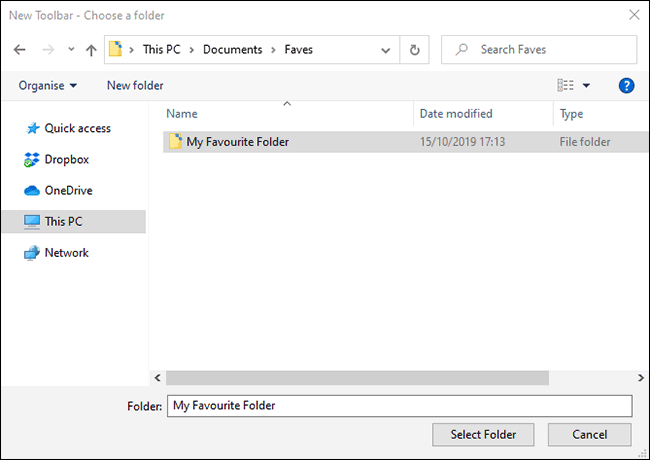 New Toolbar - Choose a folder
This PC > Documents > Faves
Search Faves
Organise New folder
Name Date modified Type
Quick access
My Favourite Folder 15/10/2019 17:13 File folder
Dropbox
OneDrive
This PC
Network
Folder: My Favourite Folder
Select Folder Cancel